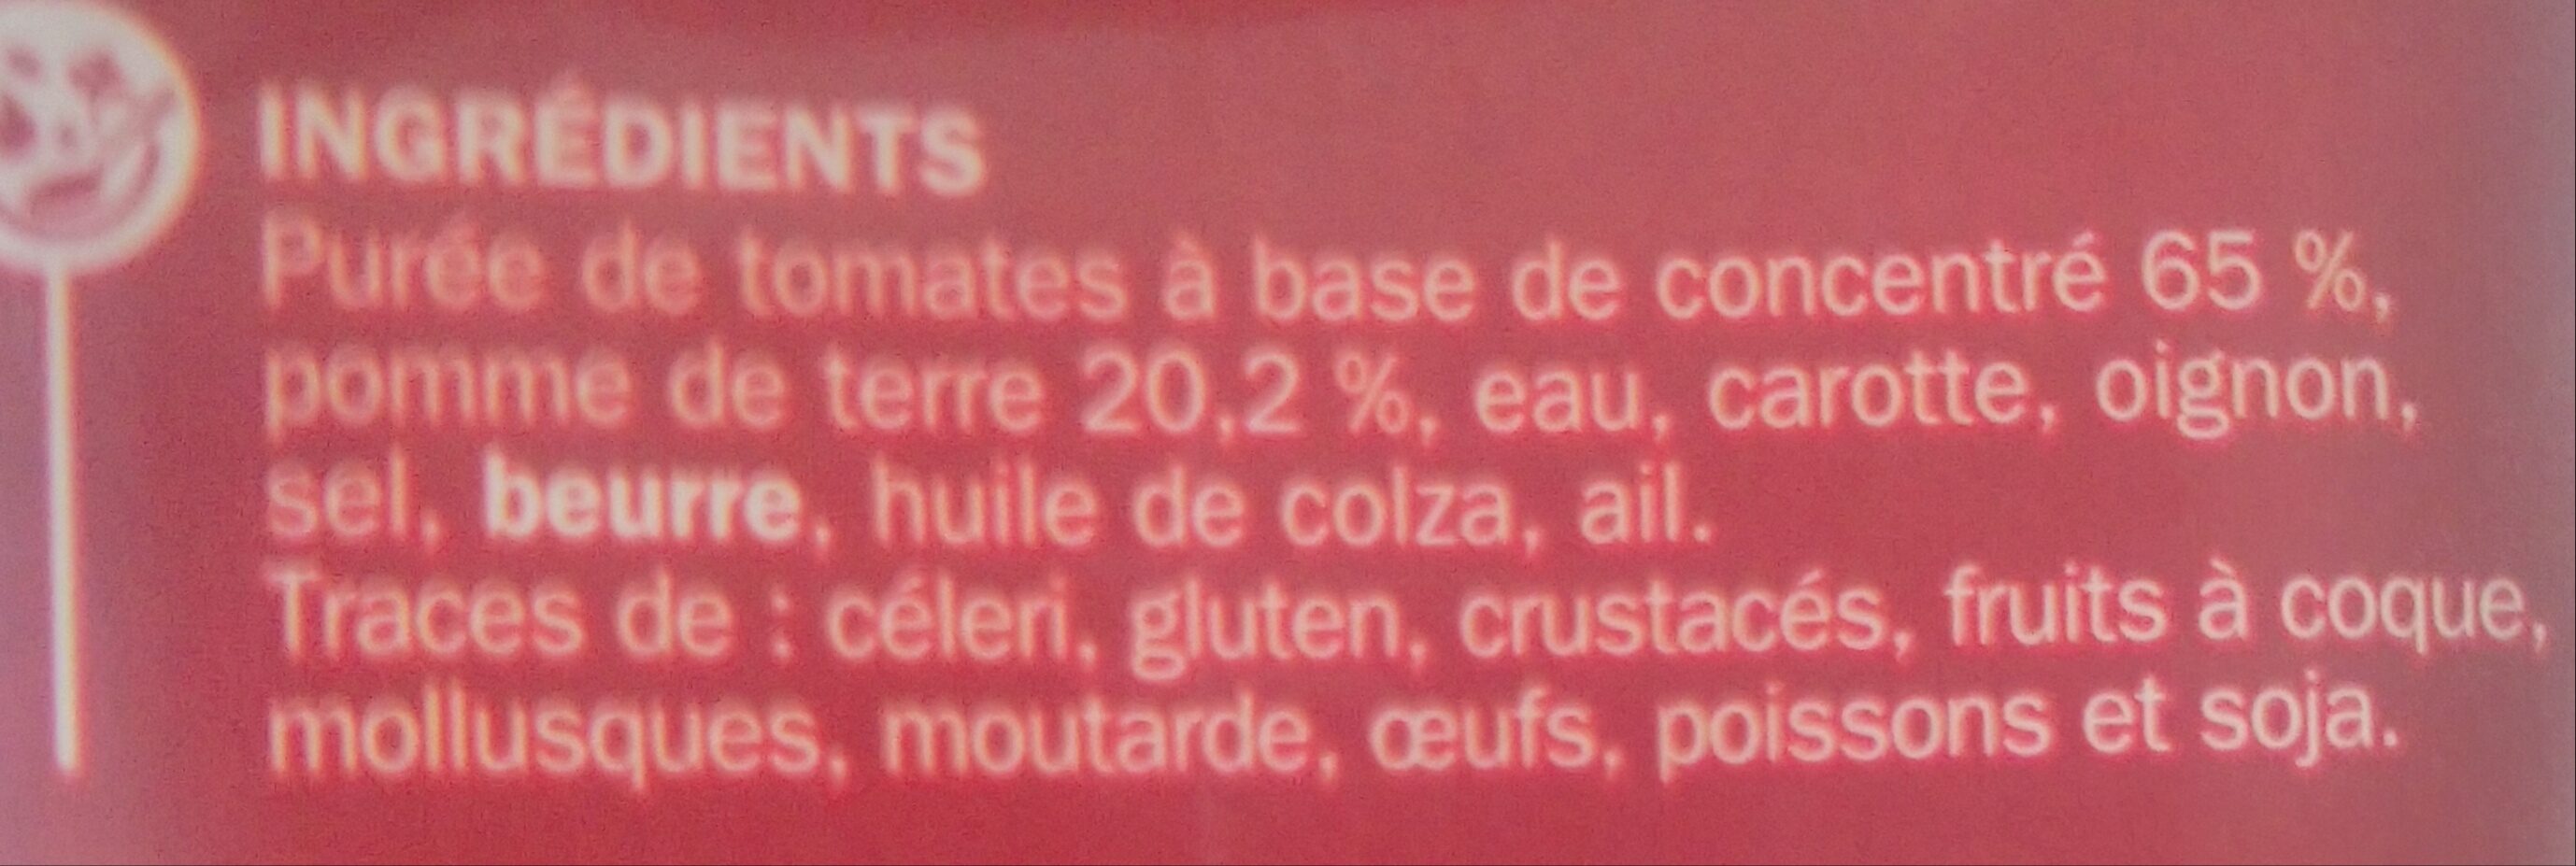 INGRÉDIENTS
Purée de tomates à base de concentré 65 %,
pomme de terre 20,2 %, eau, carotte, oignon,
sel, beurre, huile de colza, ail.
Traces de : céleri, gluten, crustacés, fruits à coque,
mollusques, moutarde, œufs, poissons et soja.